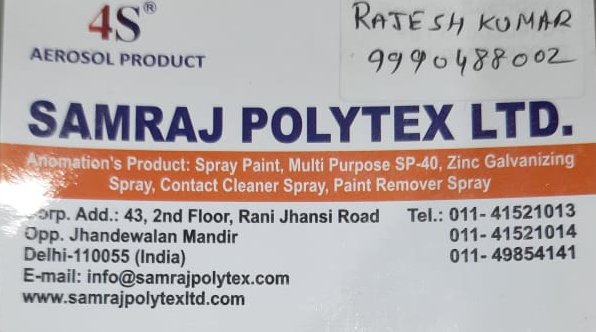 4S®
AEROSOL PRODUCT
RAJESH KUMAR
9990488002
SAMRAJ POLYTEX LTD.
Anomation's Product: Spray Paint, Multi Purpose SP-40, Zinc Galvanizing
Spray, Contact Cleaner Spray, Paint Remover Spray
Corp. Add.: 43, 2nd Floor, Rani Jhansi Road
Opp. Jhandewalan Mandir
Delhi-110055 (India)
E-mail: info@samrajpolytex.com
www.samrajpolytexltd.com
Tel.: 011- 41521013
011- 41521014
011- 49854141